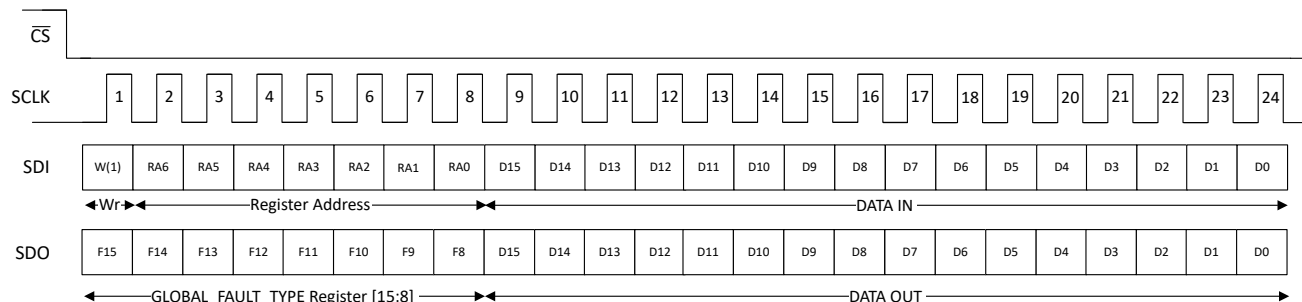 CS
SCLK 1 2 3 4 5 6 7 8 9 10 11 12 13 14 15 16 17 18 19 20 21 22 23 24
SDI W(1) RA6 RA5 RA4 RA3 RA2 RA1 RA0 D15 D14 D13 D12 D11 D10 D9 D8 D7 D6 D5 D4 D3 D2 D1 D0
Wr Register Address DATA IN
SDO F15 F14 F13 F12 F11 F10 F9 F8 D15 D14 D13 D12 D11 D10 D9 D8 D7 D6 D5 D4 D3 D2 D1 D0
GLOBAL_FAULT_TYPE Register [15:8] DATA OUT